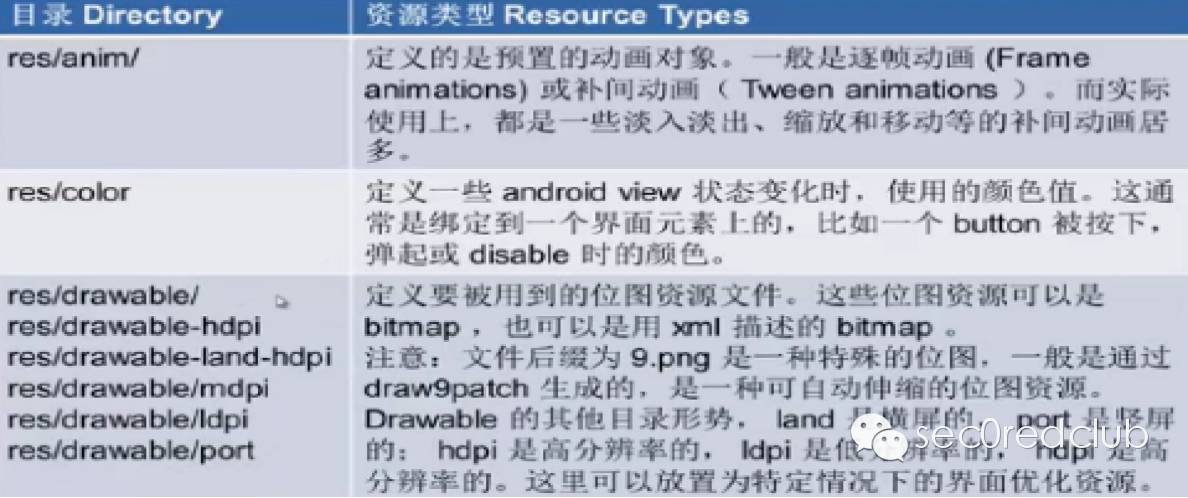 目录 Directory
资源类型 Resource Types
res/anim/
定义的是预置的动画对象。一般是逐帧动画 (Frame
animations) 或补间动画（ Tween animations ）。而实际
使用上，都是一些淡入淡出、缩放和移动等的补间动画居
多。
res/color
定义一些 android view 状态变化时，使用的颜色值。这通
常是绑定到一个界面元素上的，比如一个 button 被按下，
弹起或 disable 时的颜色。
res/drawable/
res/drawable-hdpi
res/drawable-land-hdpi
res/drawable/mdpi
res/drawable/ldpi
res/drawable/port
定义要被用到的位图资源文件。这些位图资源可以是
bitmap ，也可以是用 xml 描述的 bitmap 。
注意：文件后缀为 9.png 是一种特殊的位图，一般是通过
draw9patch 生成的，是一种可自动伸缩的位图资源。
Drawable 的其他目录形势， land 是横屏的， port 是竖屏
的；hdpi 是高分辨率的， ldpi 是低分辨率的， hdpi 是高
分辨率的。这里可以放置为特定情况下的界面优化资源。
sec0redclub